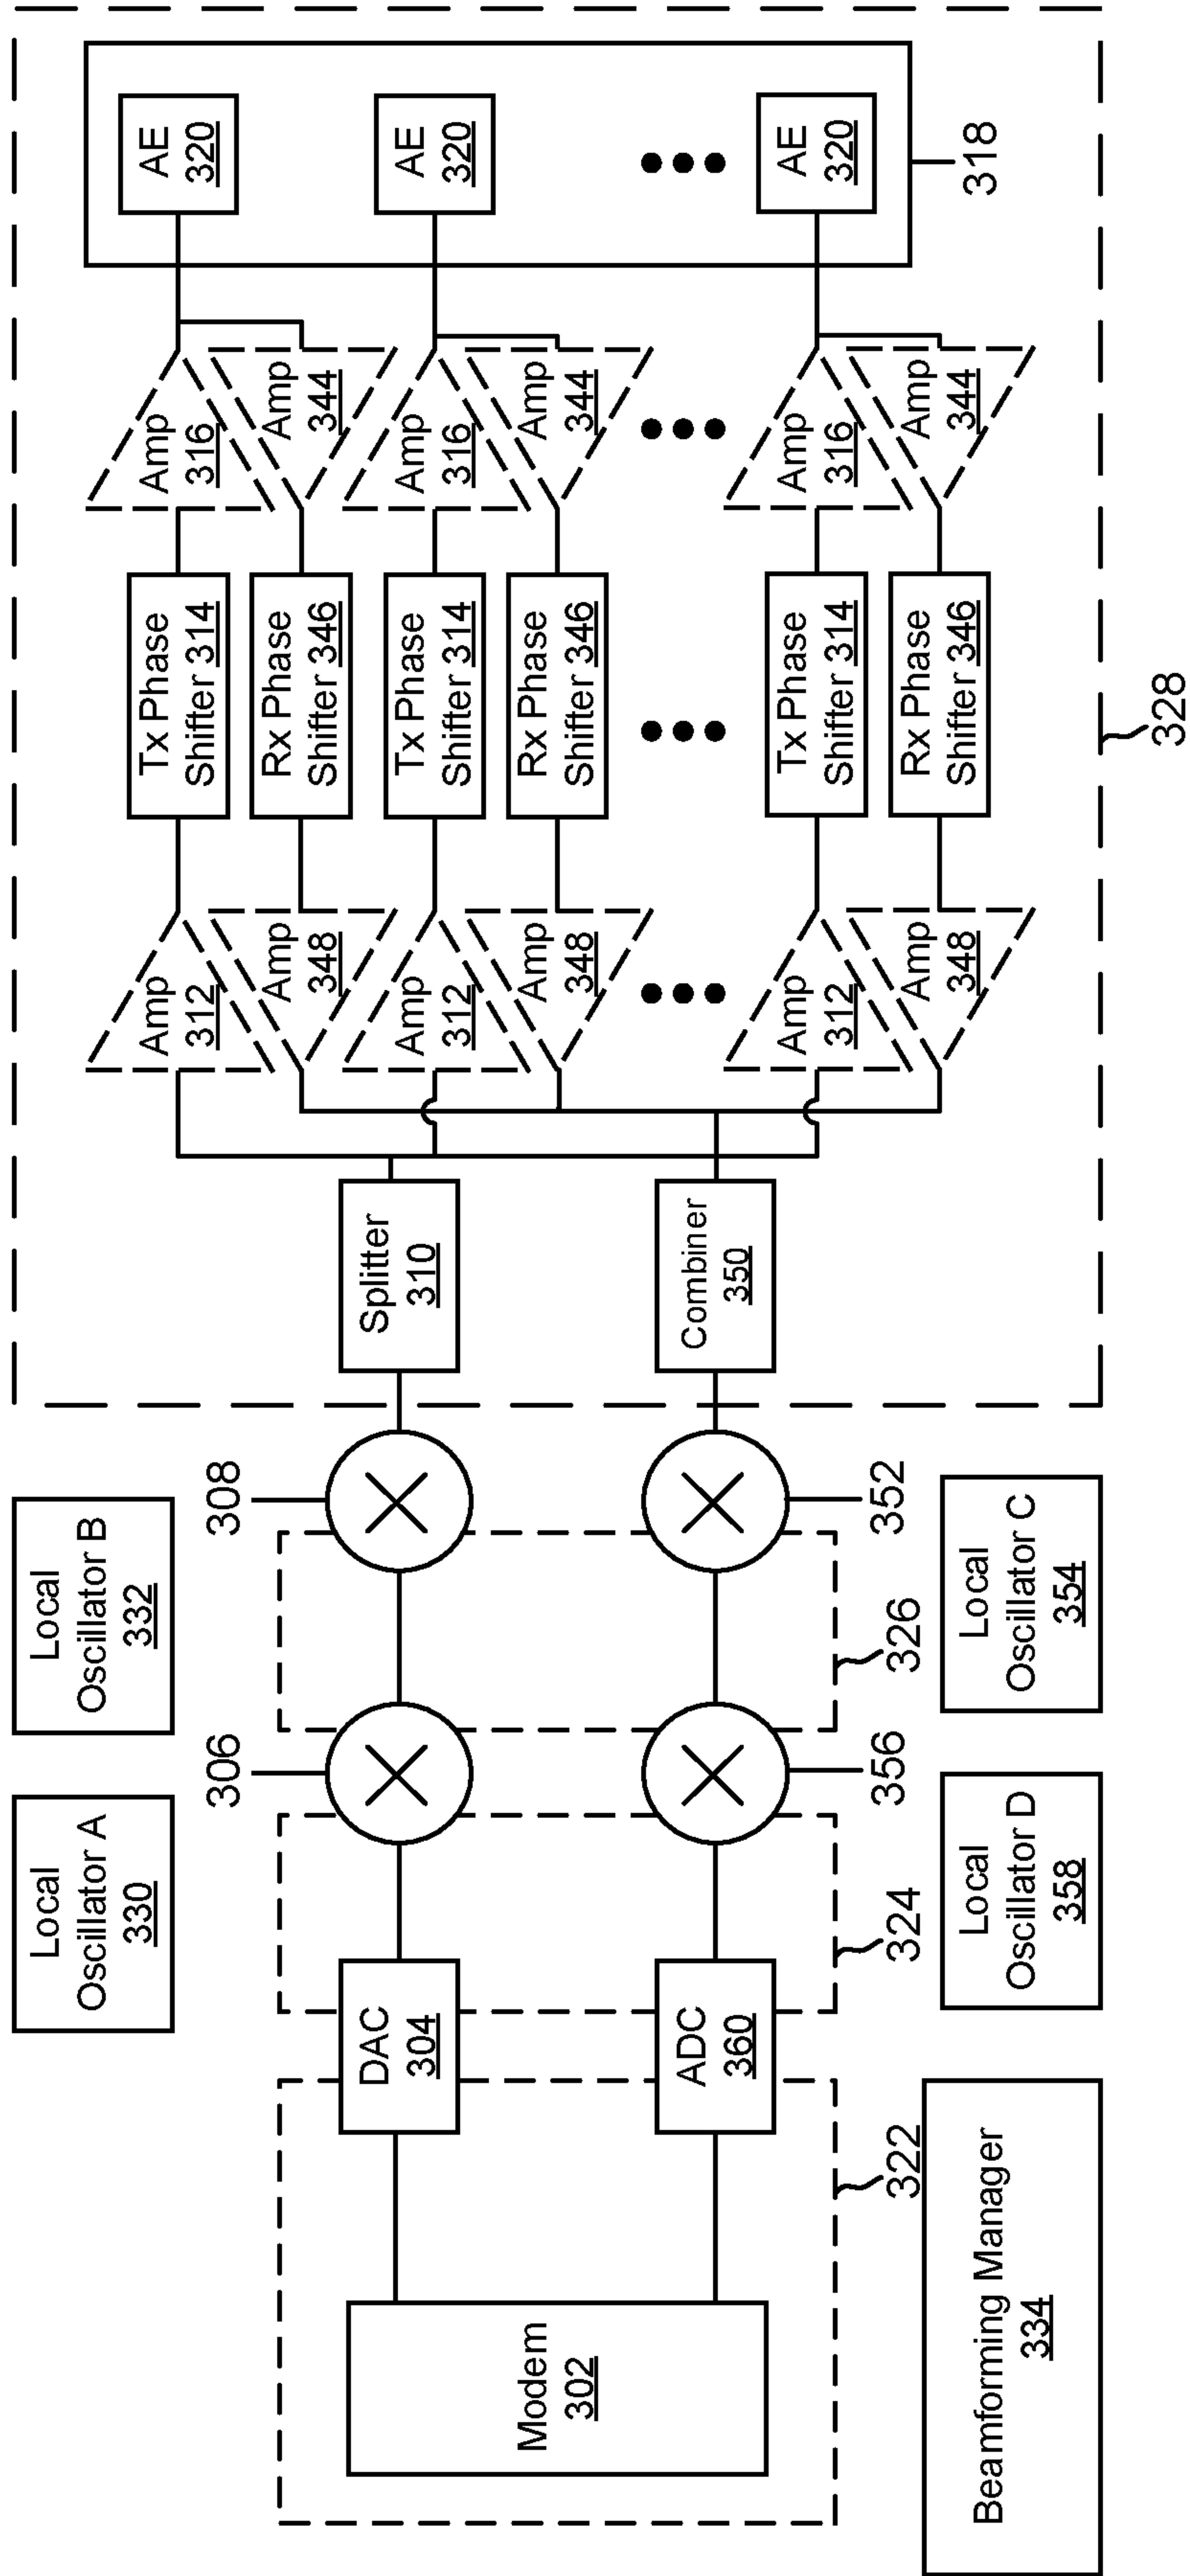 Local
Oscillator A
330
Local
Oscillator B
332
306
308
Modem
302
DAC
304
ADC
360
356
352
322
324
326
Beamforming Manager
334
Local
Oscillator D
358
Local
Oscillator C
354
Splitter
310
Combiner
350
Amp
312
Amp
348
Amp
312
Amp
348
Amp
312
Amp
348
Tx Phase
Shifter 314
Rx Phase
Shifter 346
Tx Phase
Shifter 314
Rx Phase
Shifter 346
Tx Phase
Shifter 314
Rx Phase
Shifter 346
Amp
316
Amp
344
Amp
316
Amp
344
Amp
316
Amp
344
AE
320
AE
320
AE
320
318
328